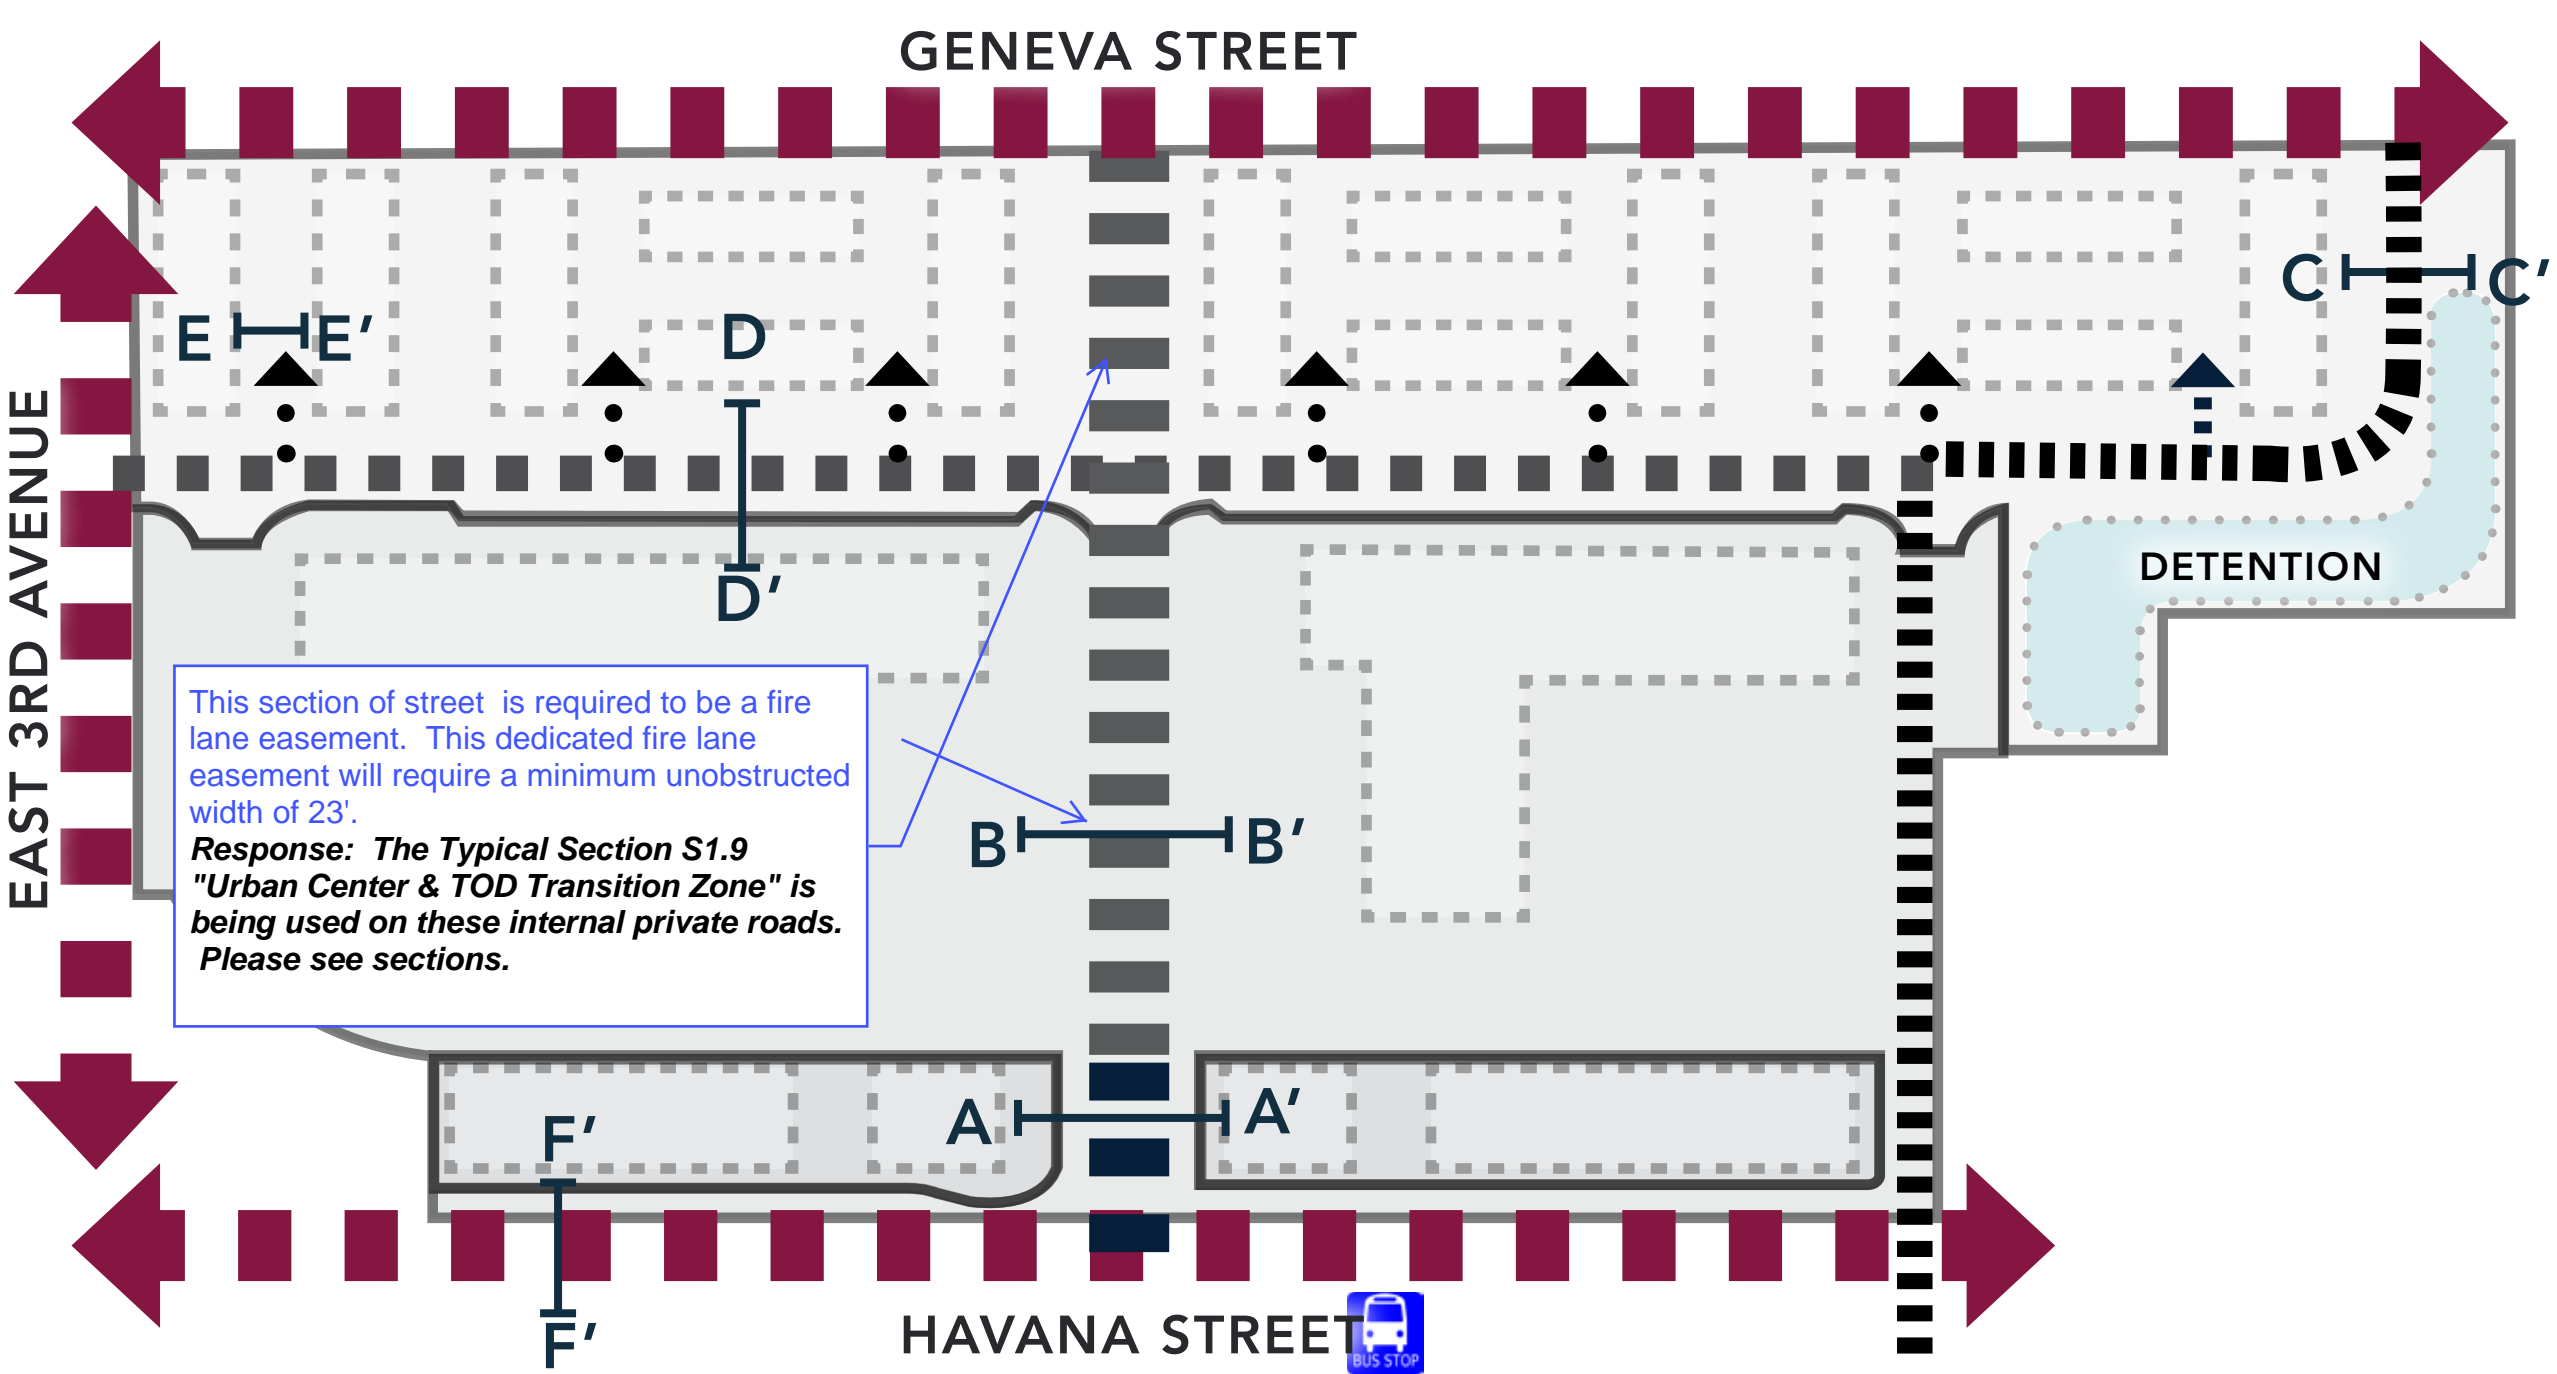 GENEVA STREET
EAST 3RD AVENUE
C
C'
E
E'
D
D'
DETENTION
This section of street  is required to be a fire
lane easement.  This dedicated fire lane
easement will require a minimum unobstructed
width of 23'.
Response:  The Typical Section S1.9
"Urban Center & TOD Transition Zone" is
being used on these internal private roads.
Please see sections.
B
B'
A
A'
F'
F'
HAVANA STREET
BUS STOP